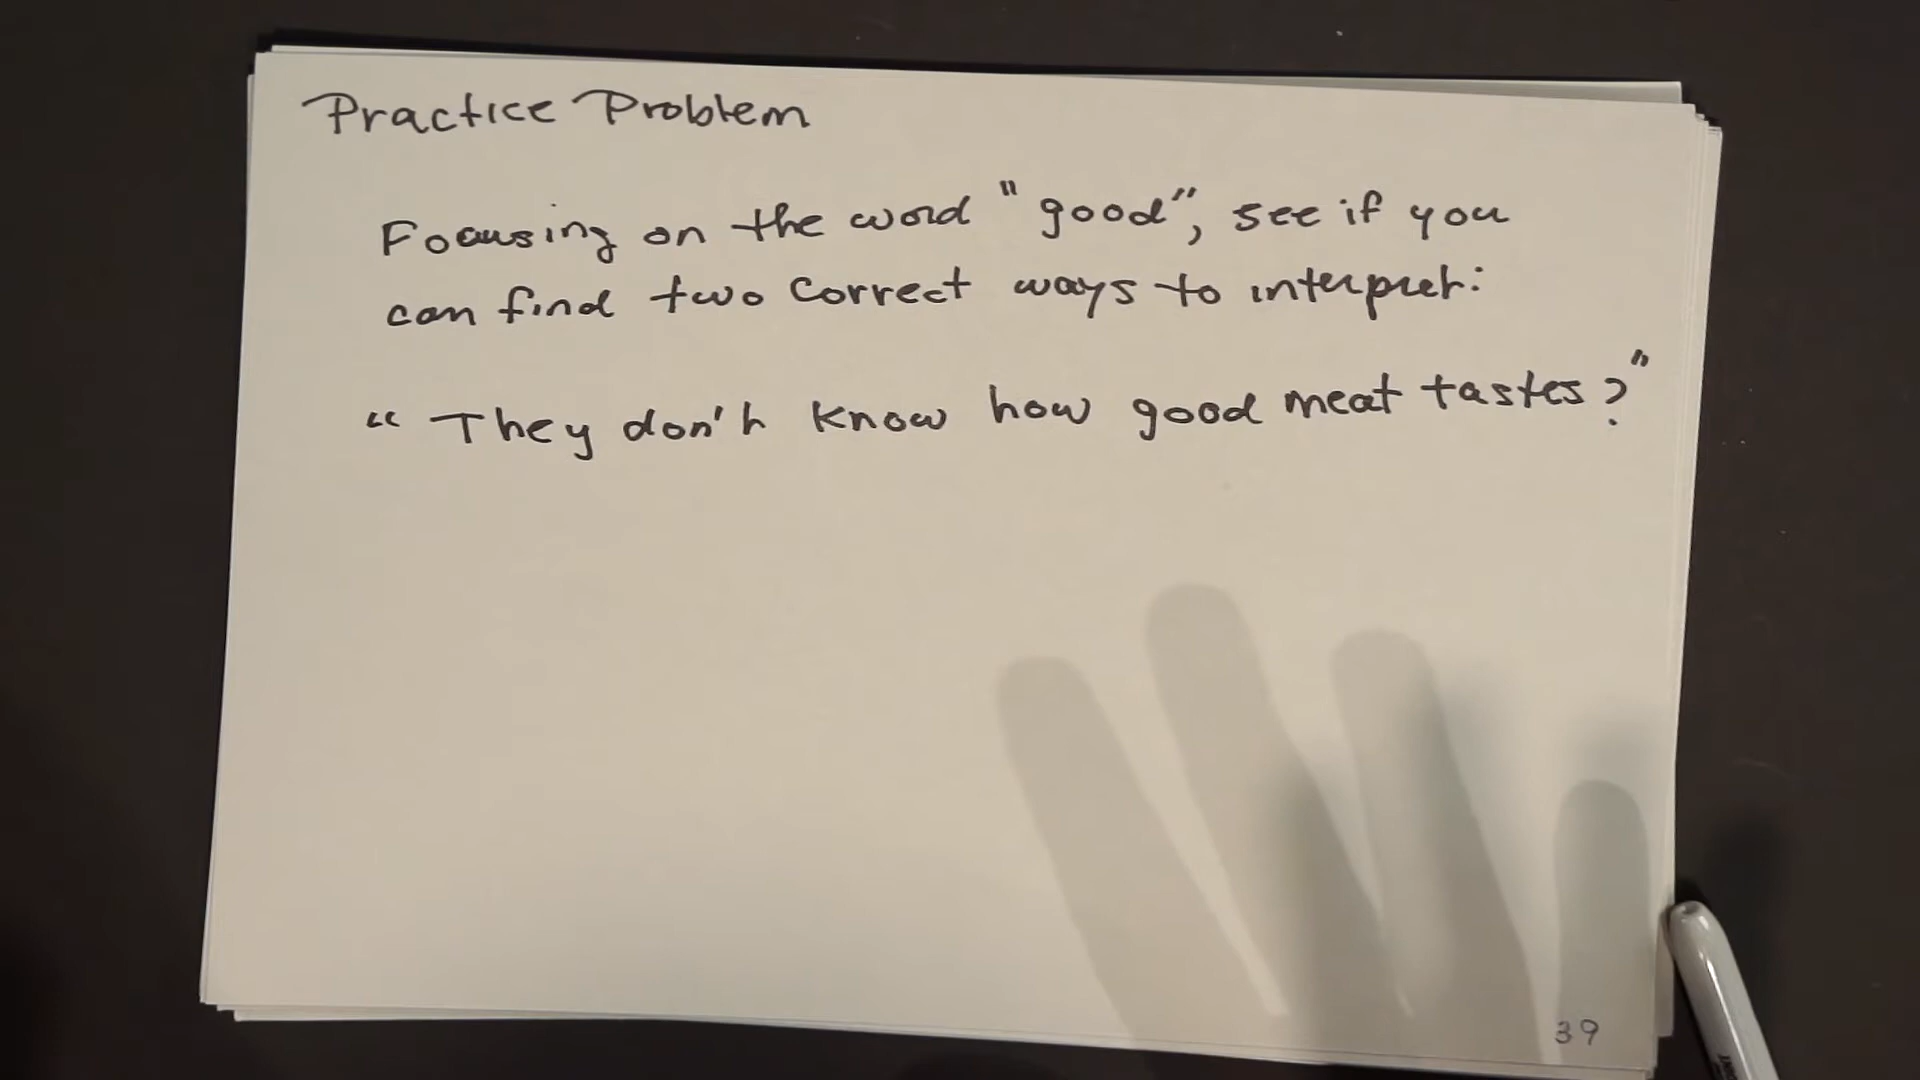 Practice Problem
Focusing on the word "good", see if you
can find two correct ways to interpret:
"They don't know how good meat tastes?"
39